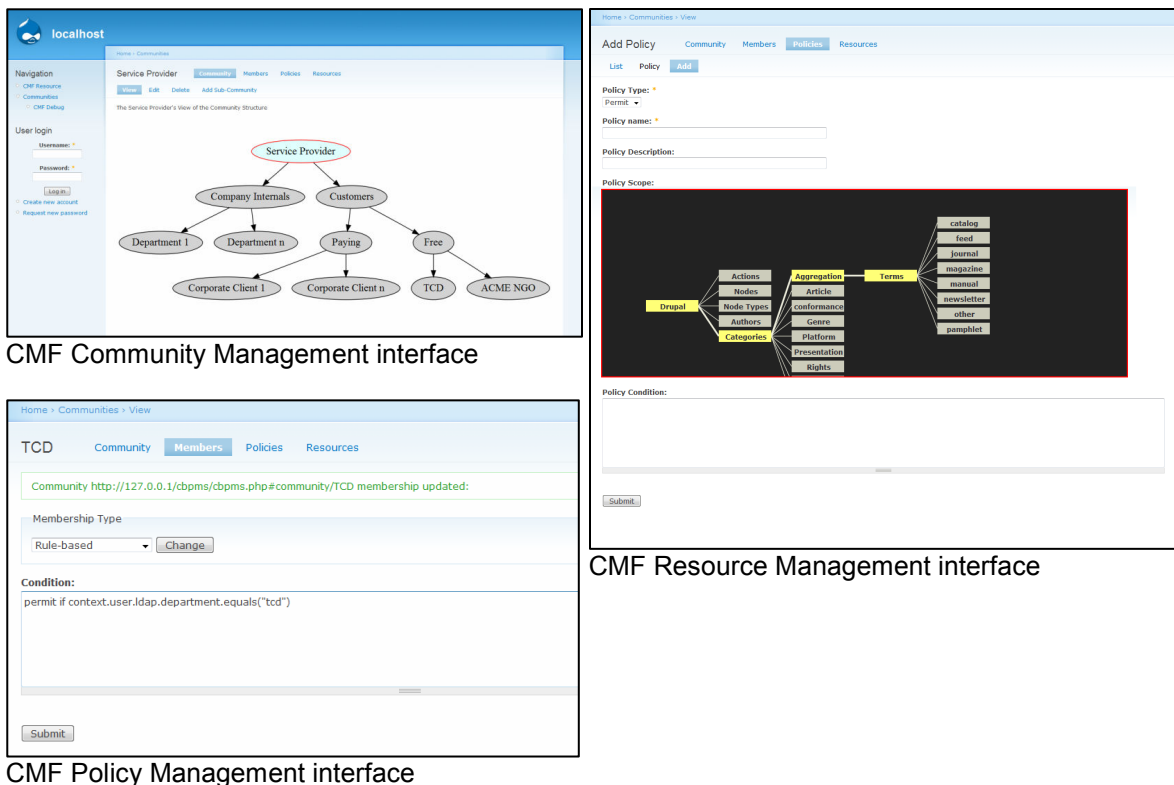 localhost
Home › Communities
Navigation
CMF Resource
Communities
CMF Debug
User login
Username: *
Password: *
Log in
Create new account
Request new password
Service Provider Community Members Policies Resources
View Edit Delete Add Sub-Community
The Service Provider's View of the Community Structure
Service Provider
Company Internals Customers
Department 1 Department n Paying Free
Corporate Client 1 Corporate Client n TCD ACME NGO
CMF Community Management interface
Home › Communities › View
TCD Community Members Policies Resources
Community http://127.0.0.1/cbpms/cbpms.php#community/TCD membership updated:
Membership Type
Rule-based Change
Condition:
permit if context.user.ldap.department.equals("tcd")
Submit
CMF Policy Management interface
Home › Communities › View
Add Policy Community Members Policies Resources
List Policy Add
Policy Type: *
Permit
Policy name: *
Policy Description:
Policy Scope:
Drupal
Actions
Nodes
Node Types
Authors
Categories
Aggregation
Article
conformance
Genre
Platform
Presentation
Rights
Terms
catalog
feed
journal
magazine
manual
newsletter
other
pamphlet
Policy Condition:
Submit
CMF Resource Management interface